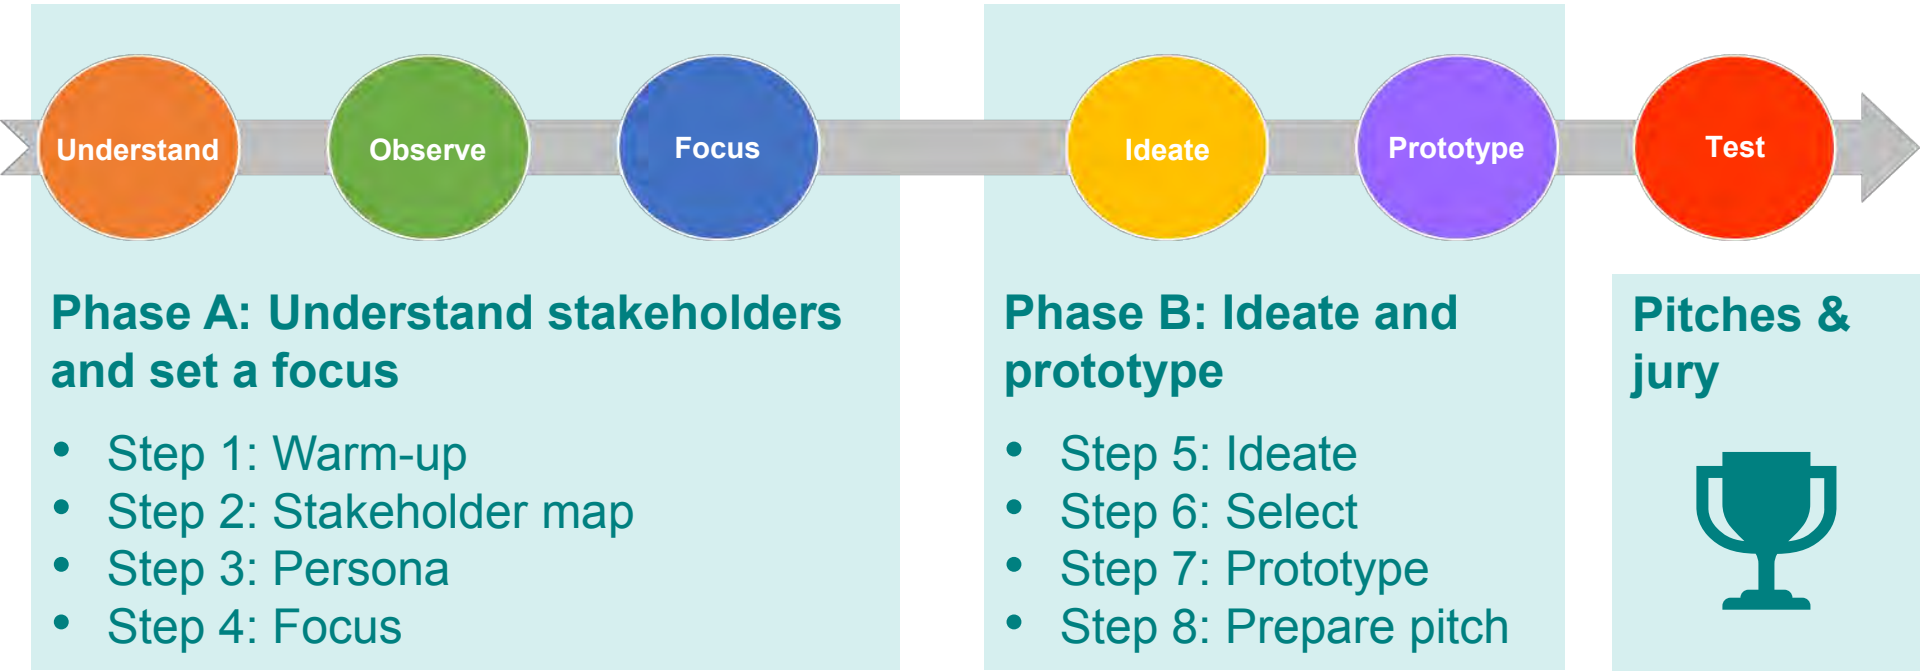 Understand
Observe
Focus
Ideate
Prototype
Test
Phase A: Understand stakeholders
and set a focus
• Step 1: Warm-up
• Step 2: Stakeholder map
• Step 3: Persona
• Step 4: Focus
Phase B: Ideate and
prototype
• Step 5: Ideate
• Step 6: Select
• Step 7: Prototype
• Step 8: Prepare pitch
Pitches &
jury